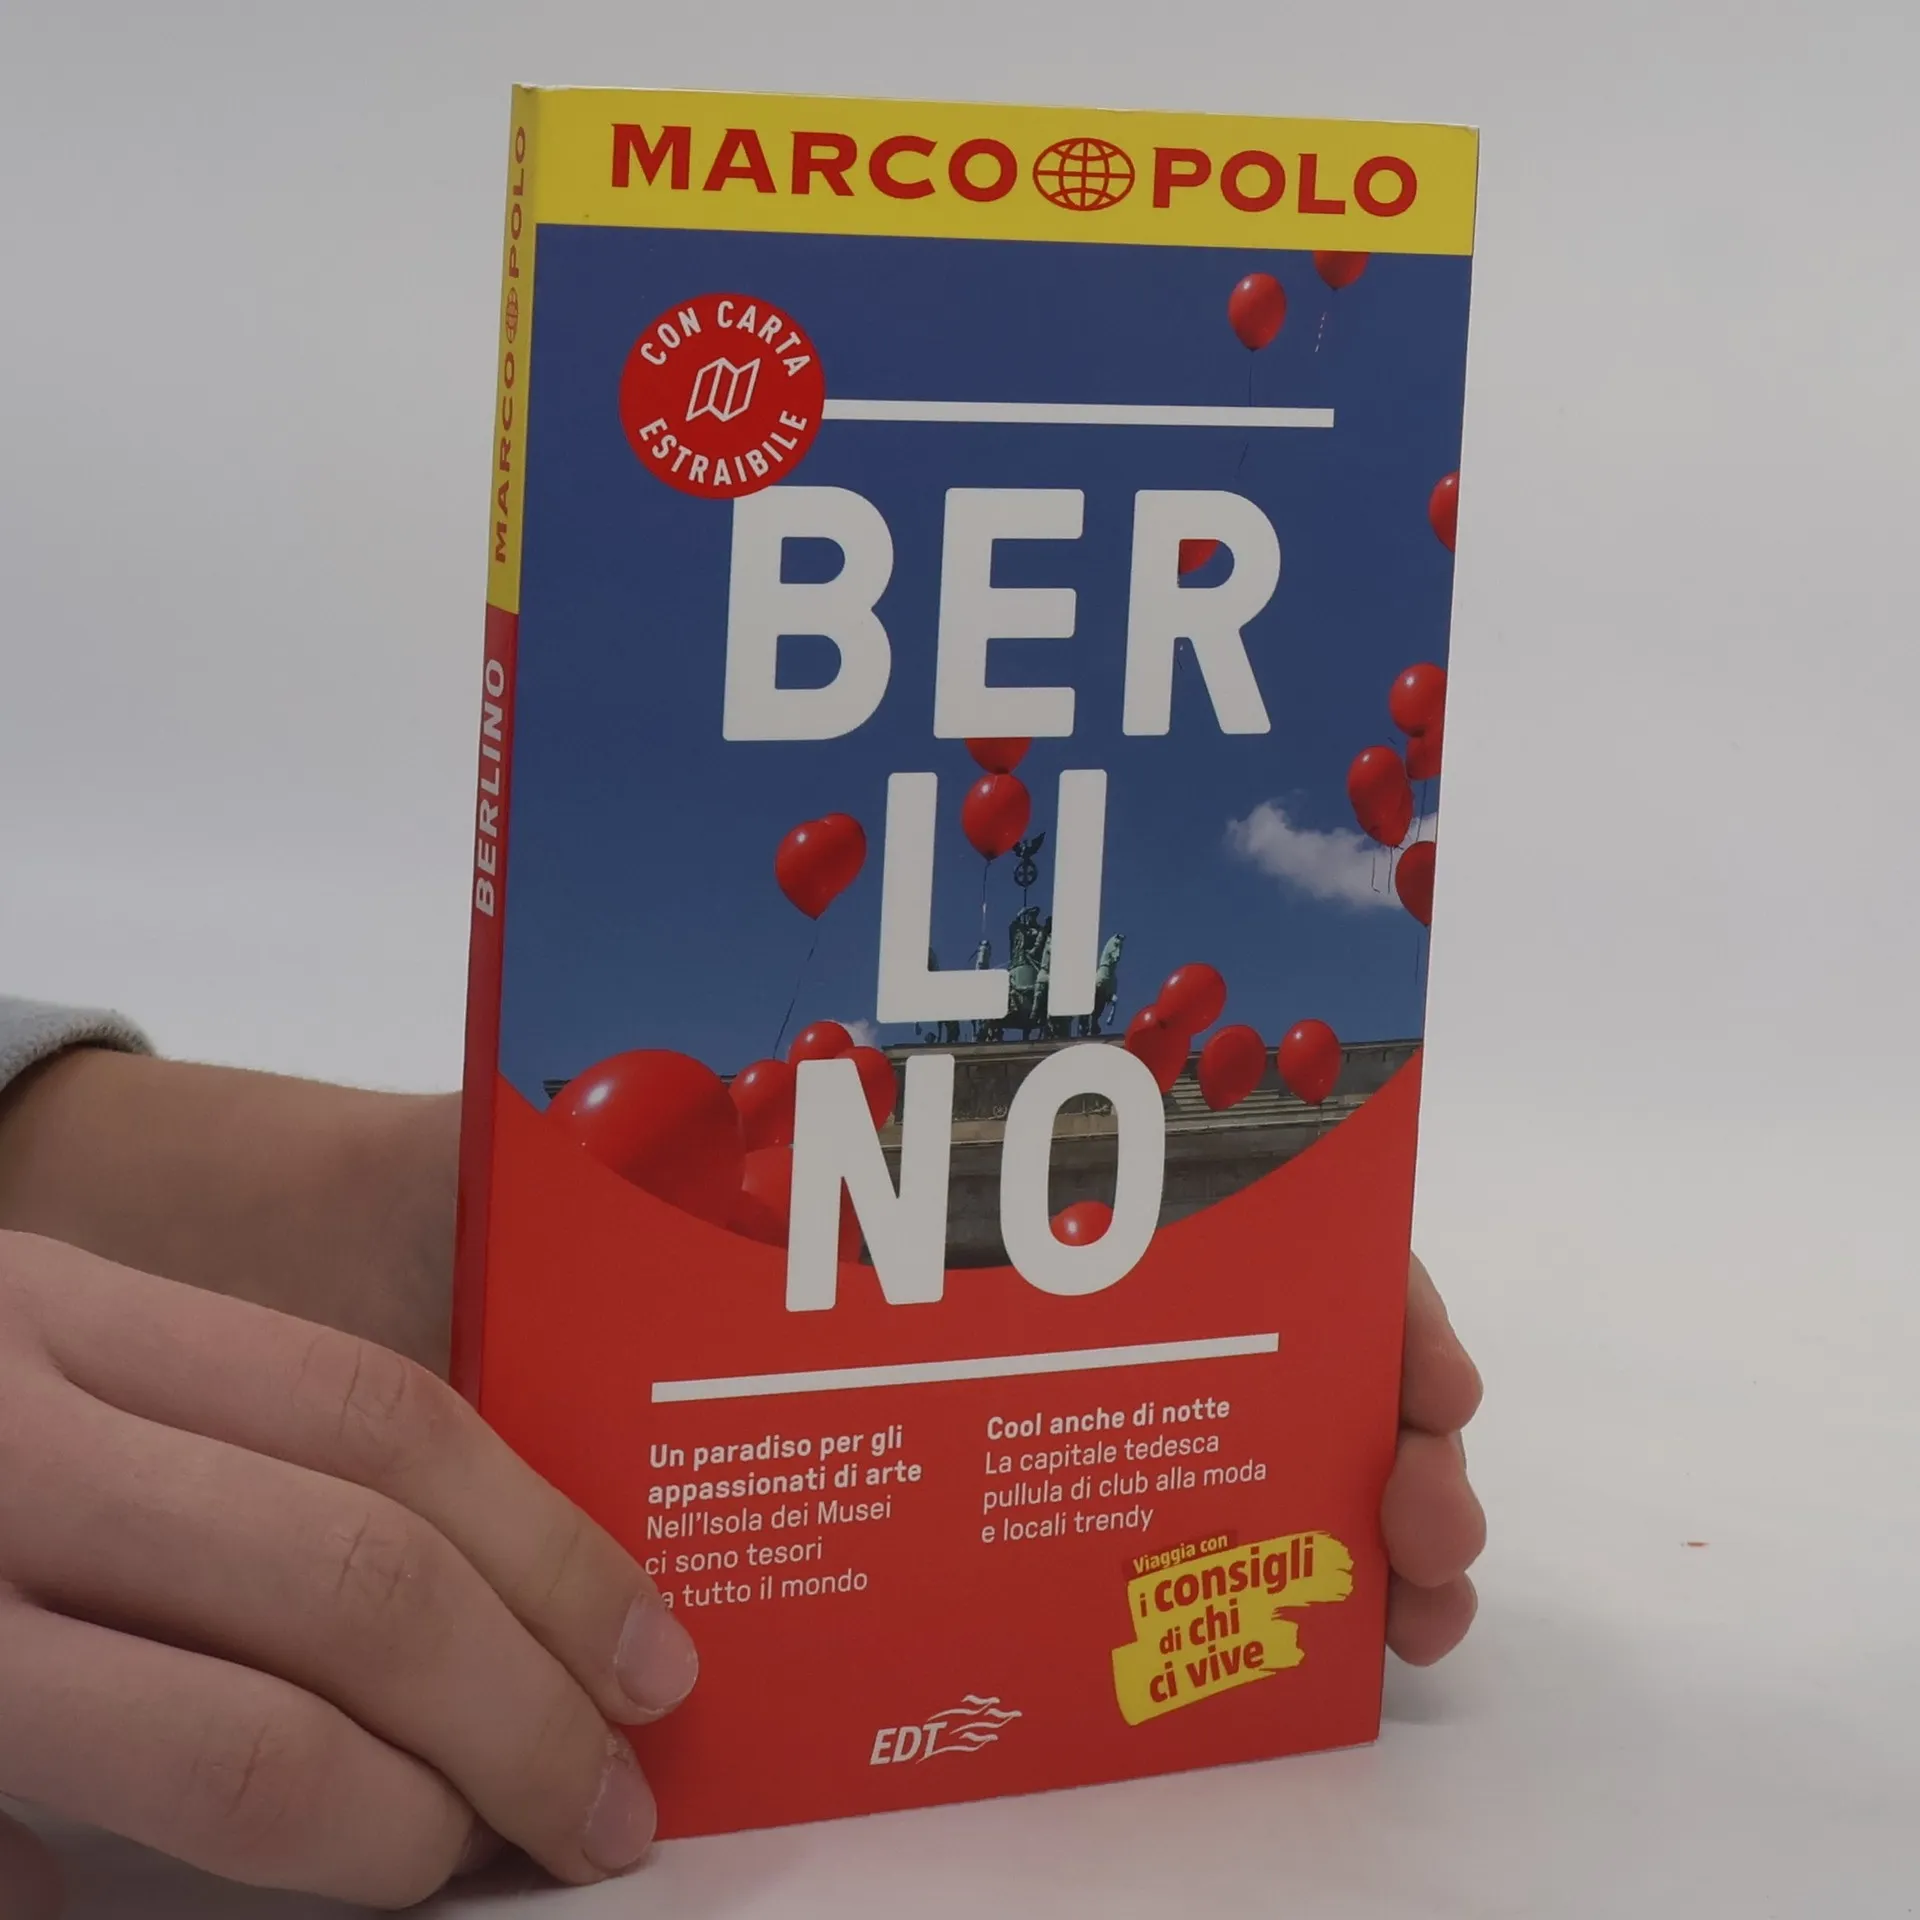 MARCO POLO
MARCO POLO
BERLINO
CON CARTA
ESTRAIBILE
BER
LI
NO
Un paradiso per gli
appassionati di arte
Nell'Isola dei Musei
ci sono tesori
tutto il mondo
Cool anche di notte
La capitale tedesca
pullula di club alla moda
e locali trendy
Viaggia con
i consigli
di chi
ci vive
EDT